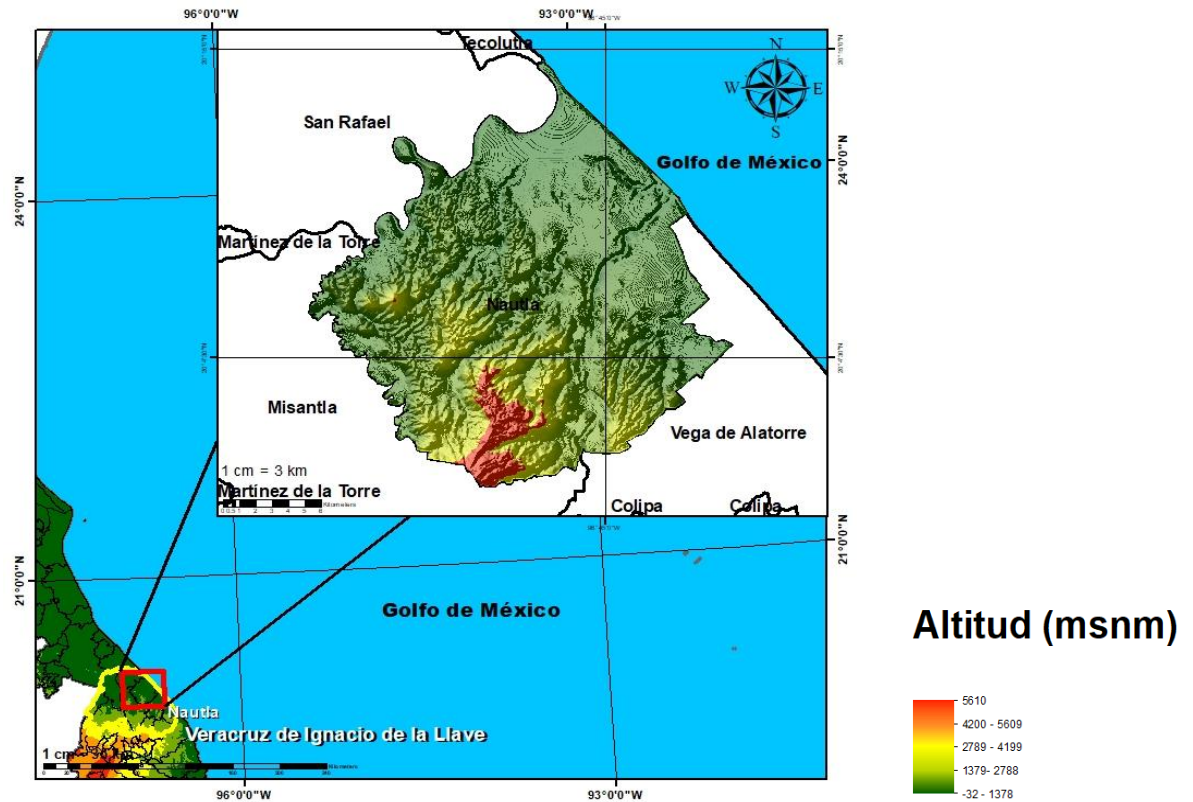 96°0'0"W
93°0'0"W
Tecolutla
N
W
E
S
San Rafael
Golfo de México
24°0'0"N
24°0'0"N
Martínez de la Torre
Nautla
Misantla
Vega de Alatorre
1 cm = 3 km
Martínez de la Torre
Kilometers
Colipa
Colipa
21°0'0"N
21°0'0"N
Golfo de México
Altitud (msnm)
Nautla
Veracruz de Ignacio de la Llave
5610
4200 - 5609
2789 - 4199
1379- 2788
-32 - 1378
Kilometers
96°0'0"W
93°0'0"W